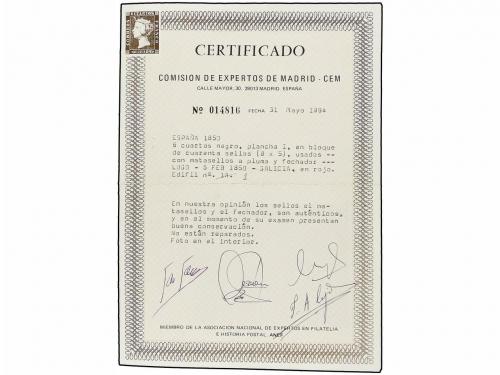 CERTIFICADO
COMISION DE EXPERTOS DE MADRID - CEM
CALLE MAYOR, 30. 28013 MADRID. ESPAÑA
Nº 014816 FECHA 31 Mayo 1994
ESPAÑA 1850
6 cuartos negro, plancha I, en bloque
de cuarenta sellos (8 x 5), usados --
con matasellos a pluma y fechador ---
LUGO - 5 FEB 1850 - GALICIA, en rojo.
Edifil nº. 1A.
En nuestra opinión los sellos el ma-
tasellos y el fechador, son auténticos,
y en el momento de su examen presentan
buena conservación.
No están reparados.
Foto en el interior.
MIEMBRO DE LA ASOCIACION NACIONAL DE EXPERTOS EN FILATELIA
E HISTORIA POSTAL ANEF